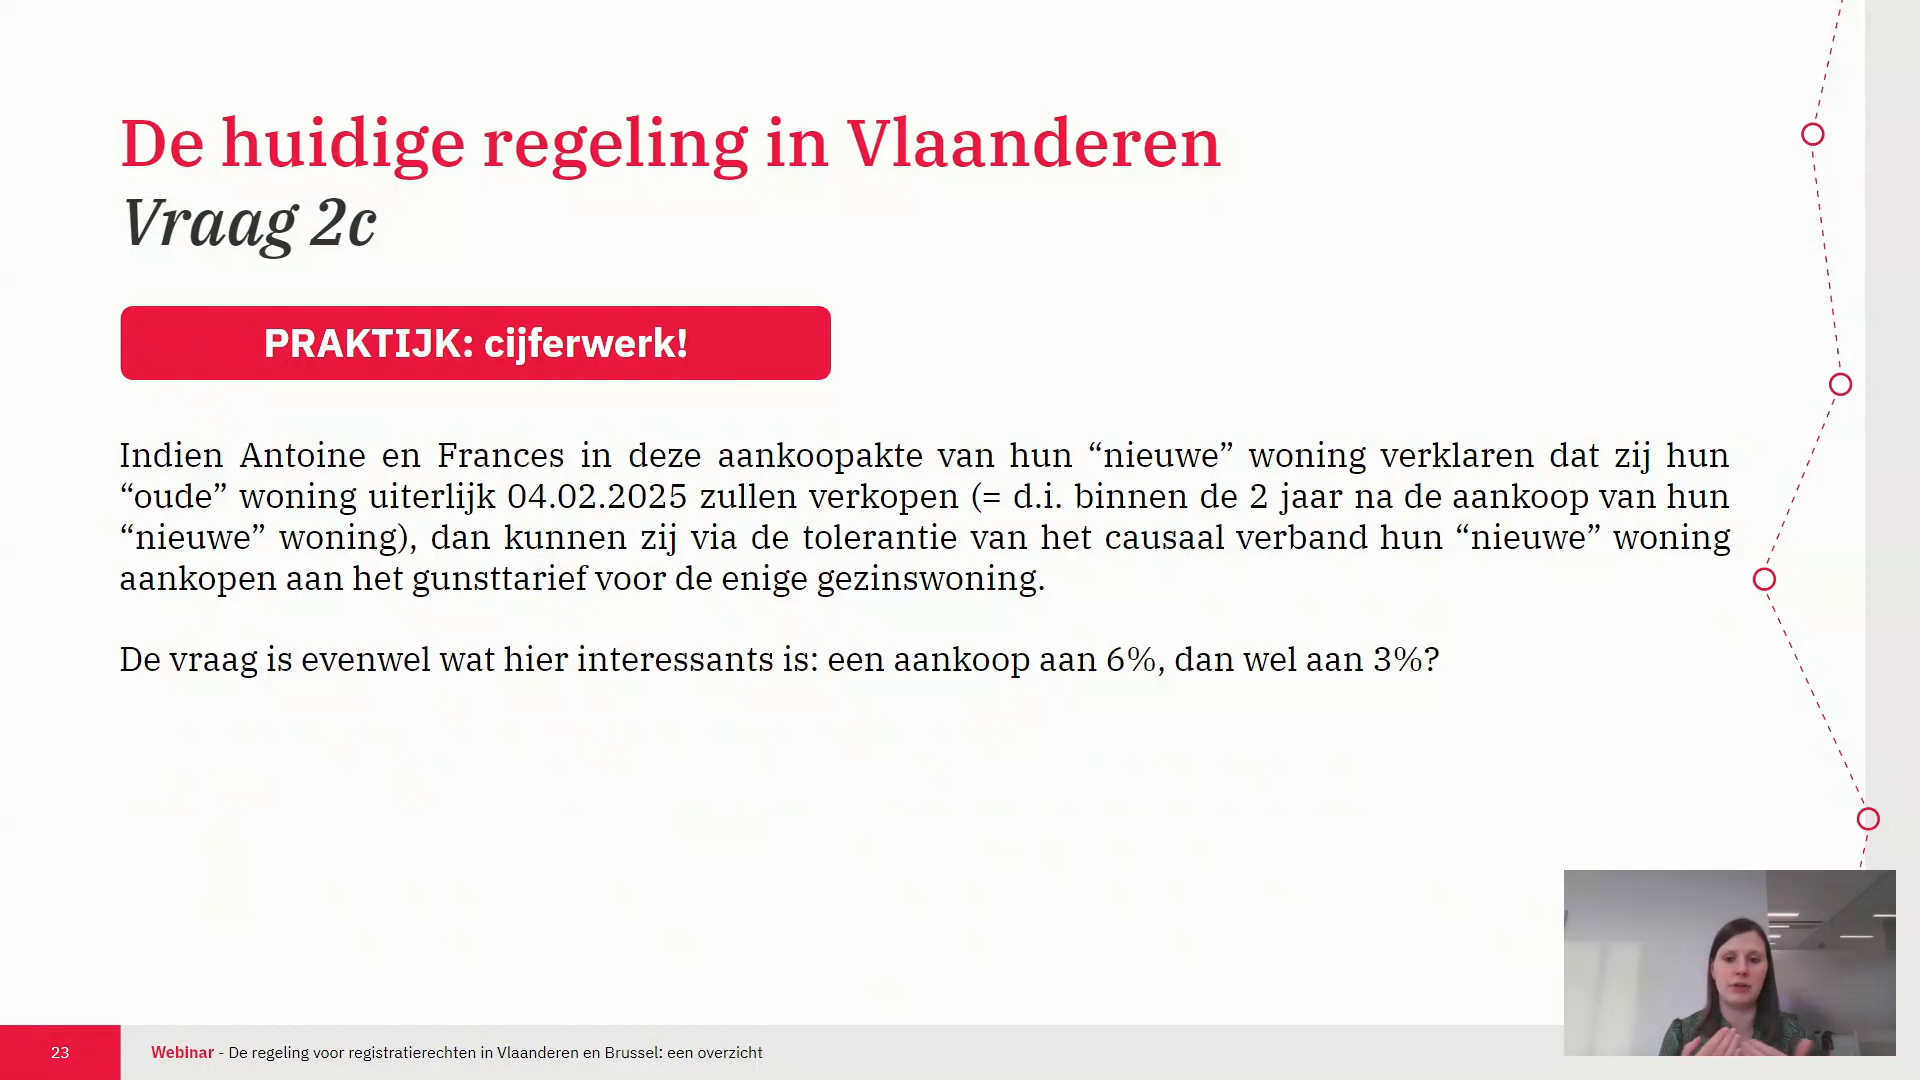 De huidige regeling in Vlaanderen
Vraag 2c
PRAKTIJK: cijferwerk!
Indien Antoine en Frances in deze aankoopakte van hun “nieuwe” woning verklaren dat zij hun
“oude” woning uiterlijk 04.02.2025 zullen verkopen (= d.i. binnen de 2 jaar na de aankoop van hun
“nieuwe” woning), dan kunnen zij via de tolerantie van het causaal verband hun “nieuwe” woning
aankopen aan het gunsttarief voor de enige gezinswoning.
De vraag is evenwel wat hier interessants is: een aankoop aan 6%, dan wel aan 3%?
23
Webinar - De regeling voor registratierechten in Vlaanderen en Brussel: een overzicht